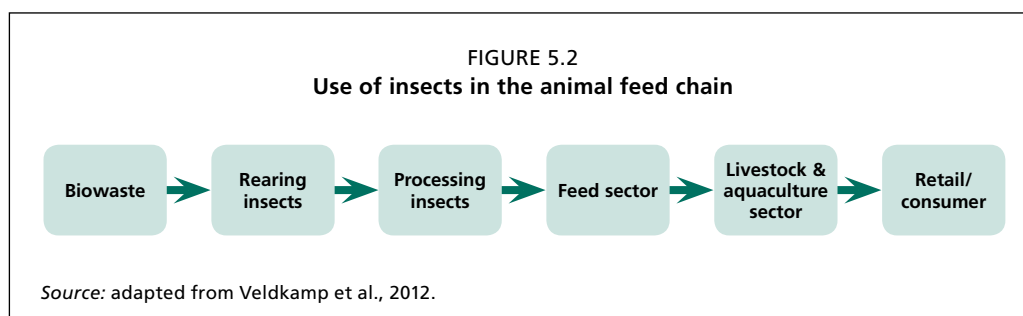 FIGURE 5.2
Use of insects in the animal feed chain
Biowaste
Rearing
insects
Processing
insects
Feed sector
Livestock &
aquaculture
sector
Retail/
consumer
Source: adapted from Veldkamp et al., 2012.